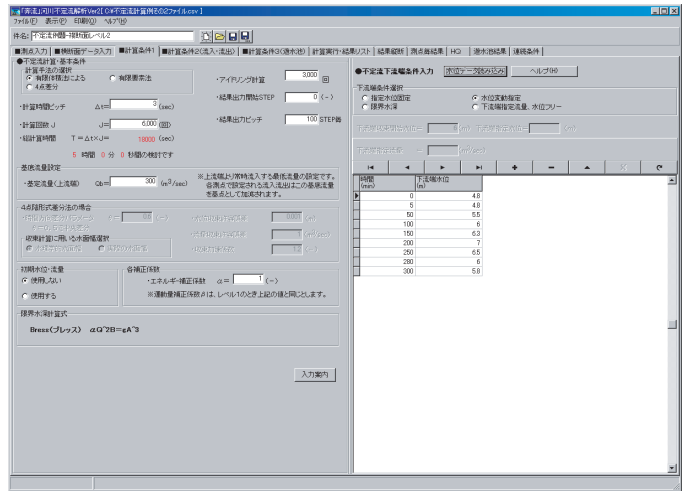 「奔流」河川不定流解析Ver2[ C:¥不定流計算例その2ファイル.csv ]
ファイル(F) 表示(P) 印刷(O) ヘルプ(W)
件名: 不定流例題-複断面レベル2
■測点入力 ■横断面データ入力 ■計算条件1 ■計算条件2(流入・流出) ■計算条件3(遊水池) 計算実行・結果リスト 結果縦断 測点毎結果 HQ 遊水池結果 連続条件
●不定流計算・基本条件
計算手法の選択
有限体積法による
有限要素法
4点差分
・計算時間ピッチ Δt= 3 (sec)
・計算回数 J J= 6,000 (回)
・総計算時間 T=Δt×J= 18000 (sec)
5 時間 0 分 0 秒間の検討です
・アイドリング計算 3,000 回
・結果出力開始STEP 0 (-)
・結果出力ピッチ 100 STEP毎
基底流量設定
・基定流量(上流端) Qb= 300 (m3/sec)
※上流端より常時流入する最低流量の設定です。
各測点で設定される流入流出はこの基底流量
を基点として加減されます。
4点陰形式差分法の場合
収束計算に用いる水面幅選択
初期水位・流量
使用しない
使用する
各補正係数
・エネルギー補正係数 α= 1 (-)
※運動量補正係数βは、レベル1のとき上記の値と同じとします。
限界水深計算式
Bress(ブレッス) αQ^2B=gA^3
入力案内
●不定流下流端条件入力 水位データ読み込み ヘルプ(H)
下流端条件選択
指定水位固定
水位変動指定
限界水深
下流端指定流量、水位フリー
時間
(min) 下流端水位
(m)
0 4.8
5 4.8
50 5.5
100 6
150 6.3
200 7
250 6.5
280 6
300 5.8